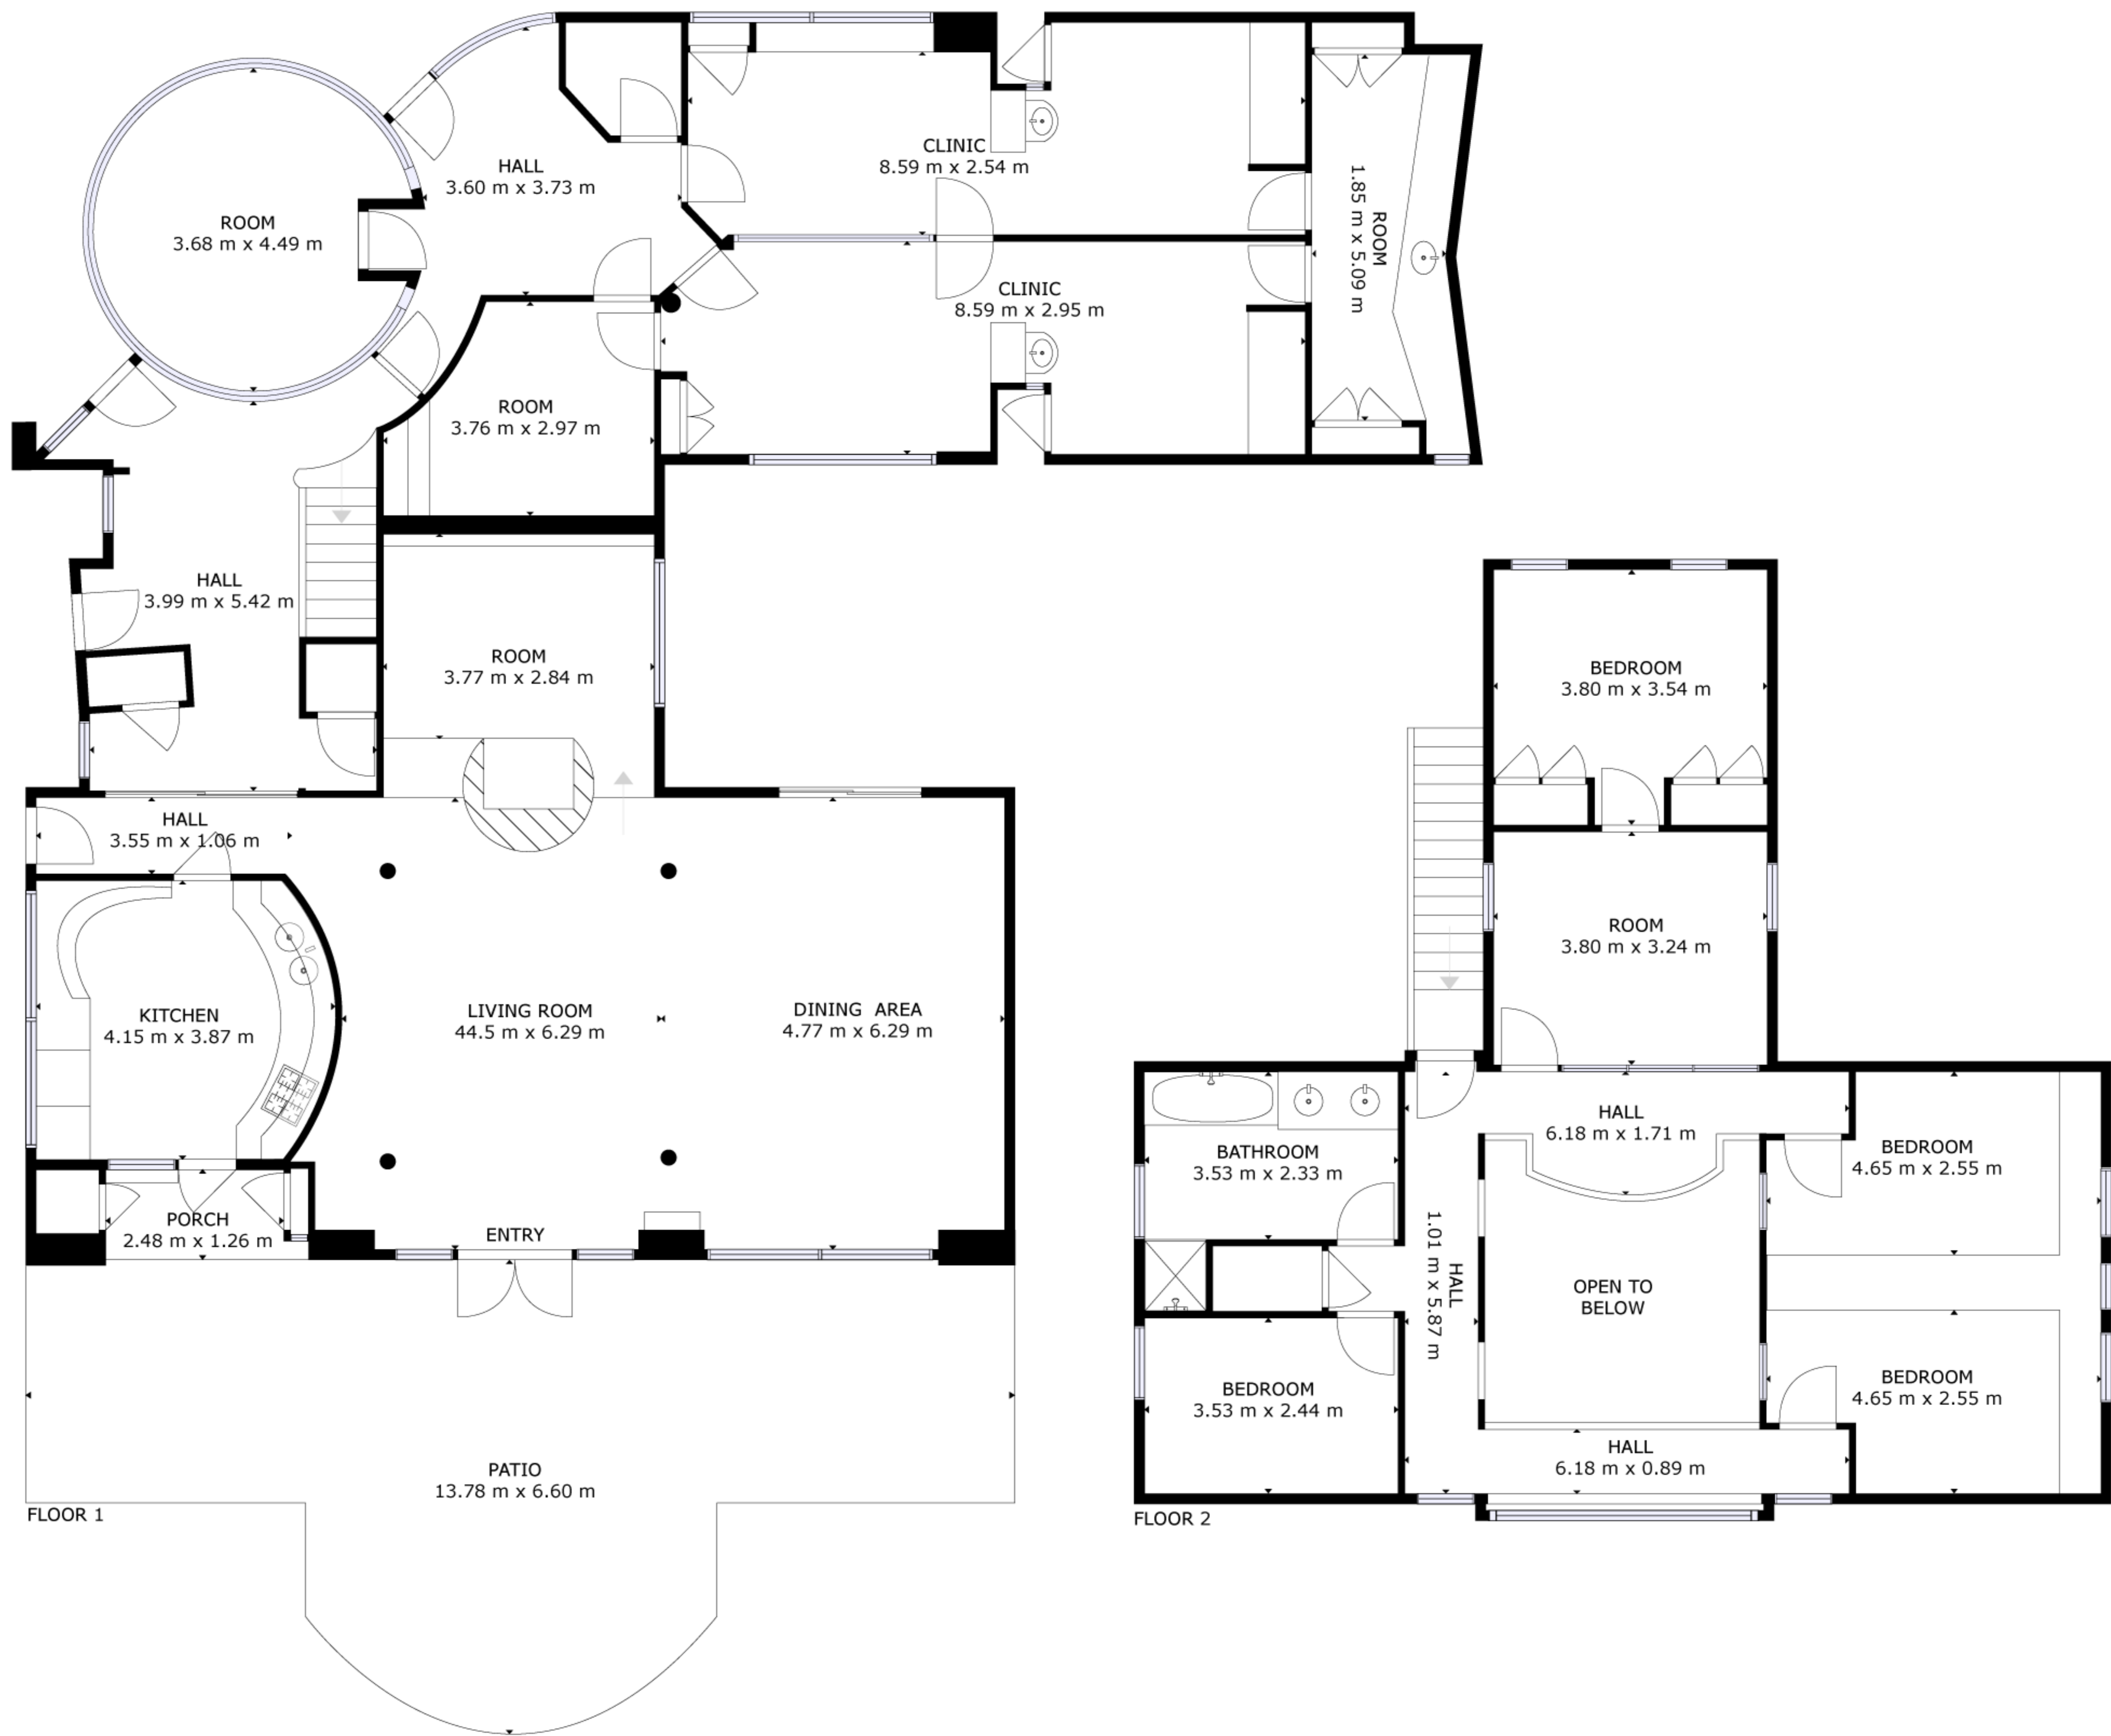 HALL
3.60 m x 3.73 m
ROOM
3.68 m x 4.49 m
CLINIC
8.59 m x 2.54 m
ROOM
1.85 m x 5.09 m
CLINIC
8.59 m x 2.95 m
ROOM
3.76 m x 2.97 m
HALL
3.99 m x 5.42 m
ROOM
3.77 m x 2.84 m
HALL
3.55 m x 1.06 m
KITCHEN
4.15 m x 3.87 m
LIVING ROOM
44.5 m x 6.29 m
DINING AREA
4.77 m x 6.29 m
PORCH
2.48 m x 1.26 m
ENTRY
PATIO
13.78 m x 6.60 m
FLOOR 1
BEDROOM
3.80 m x 3.54 m
ROOM
3.80 m x 3.24 m
HALL
6.18 m x 1.71 m
BATHROOM
3.53 m x 2.33 m
BEDROOM
4.65 m x 2.55 m
HALL
1.01 m x 5.87 m
OPEN TO
BELOW
BEDROOM
3.53 m x 2.44 m
BEDROOM
4.65 m x 2.55 m
HALL
6.18 m x 0.89 m
FLOOR 2